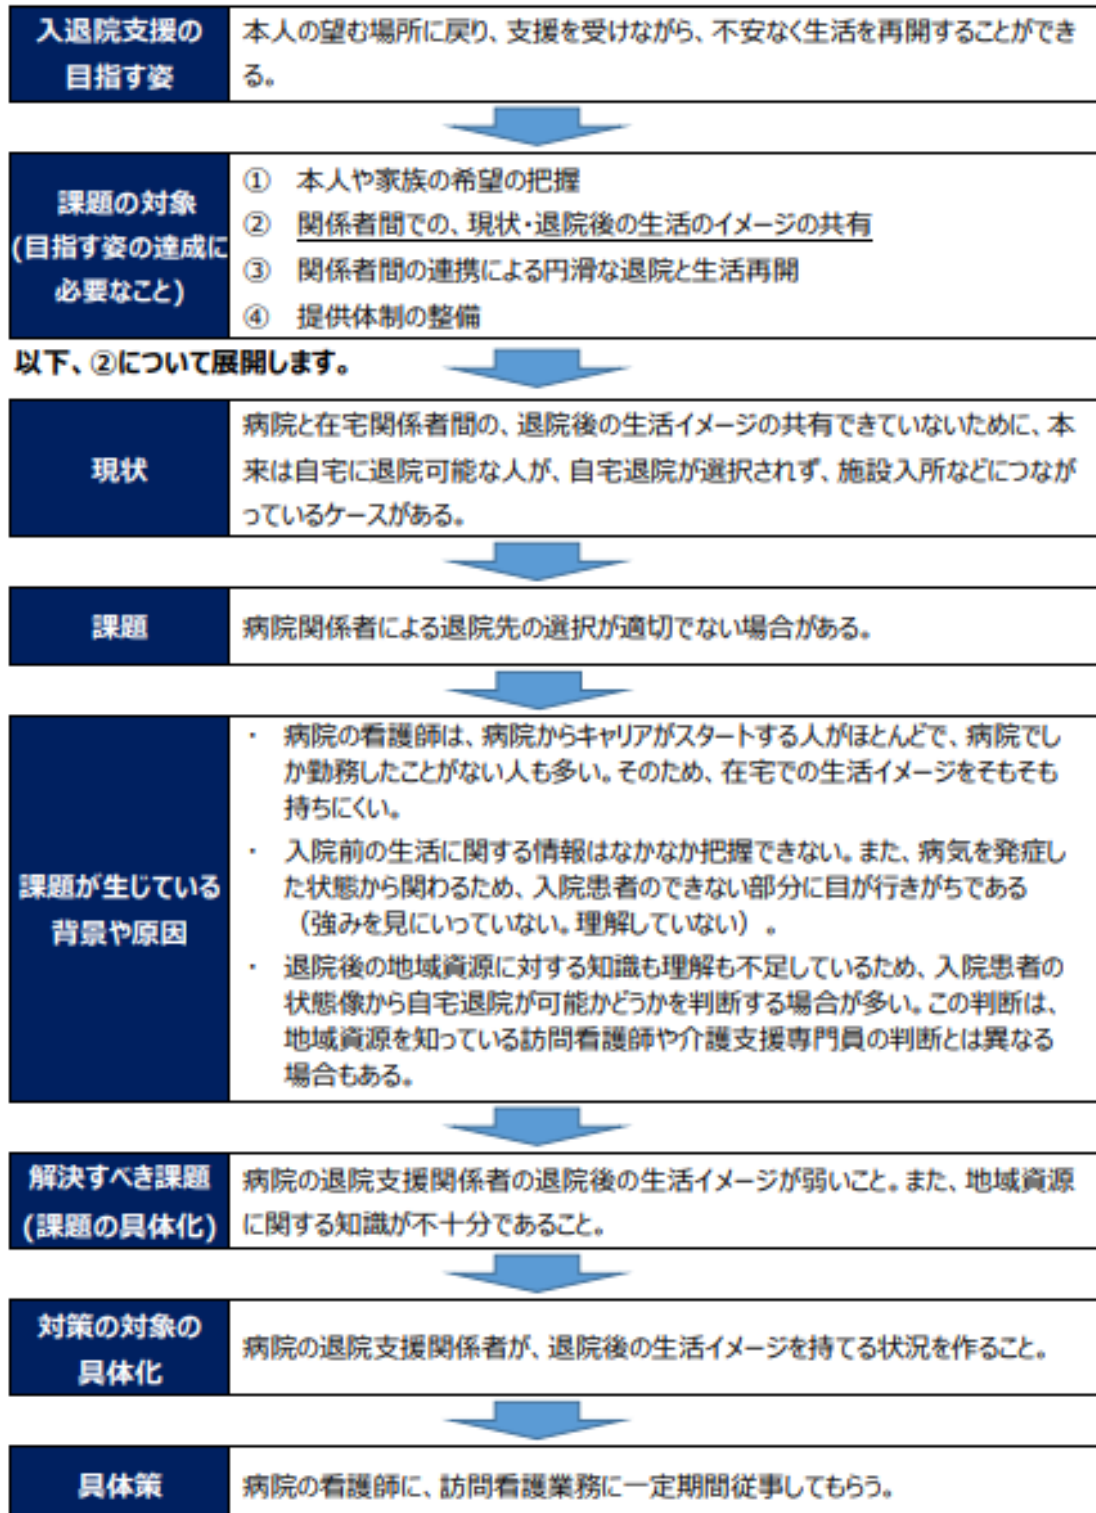 入退院支援の
目指す姿
本人の望む場所に戻り、支援を受けながら、不安なく生活を再開することができ
る。
課題の対象
(目指す姿の達成に
必要なこと)
① 本人や家族の希望の把握
② 関係者間での、現状・退院後の生活のイメージの共有
③ 関係者間の連携による円滑な退院と生活再開
④ 提供体制の整備
以下、②について展開します。
現状
病院と在宅関係者間の、退院後の生活イメージの共有できていないために、本
来は自宅に退院可能な人が、自宅退院が選択されず、施設入所などにつなが
っているケースがある。
課題
病院関係者による退院先の選択が適切でない場合がある。
課題が生じている
背景や原因
・ 病院の看護師は、病院からキャリアがスタートする人がほとんどで、病院でし
か勤務したことがない人も多い。そのため、在宅での生活イメージをそもそも
持ちにくい。
・ 入院前の生活に関する情報はなかなか把握できない。また、病気を発症し
た状態から関わるため、入院患者のできない部分に目が行きがちである
（強みを見にいっていない。理解していない）。
・ 退院後の地域資源に対する知識も理解も不足しているため、入院患者の
状態像から自宅退院が可能かどうかを判断する場合が多い。この判断は、
地域資源を知っている訪問看護師や介護支援専門員の判断とは異なる
場合もある。
解決すべき課題
(課題の具体化)
病院の退院支援関係者の退院後の生活イメージが弱いこと。また、地域資源
に関する知識が不十分であること。
対策の対象の
具体化
病院の退院支援関係者が、退院後の生活イメージを持てる状況を作ること。
具体策
病院の看護師に、訪問看護業務に一定期間従事してもらう。